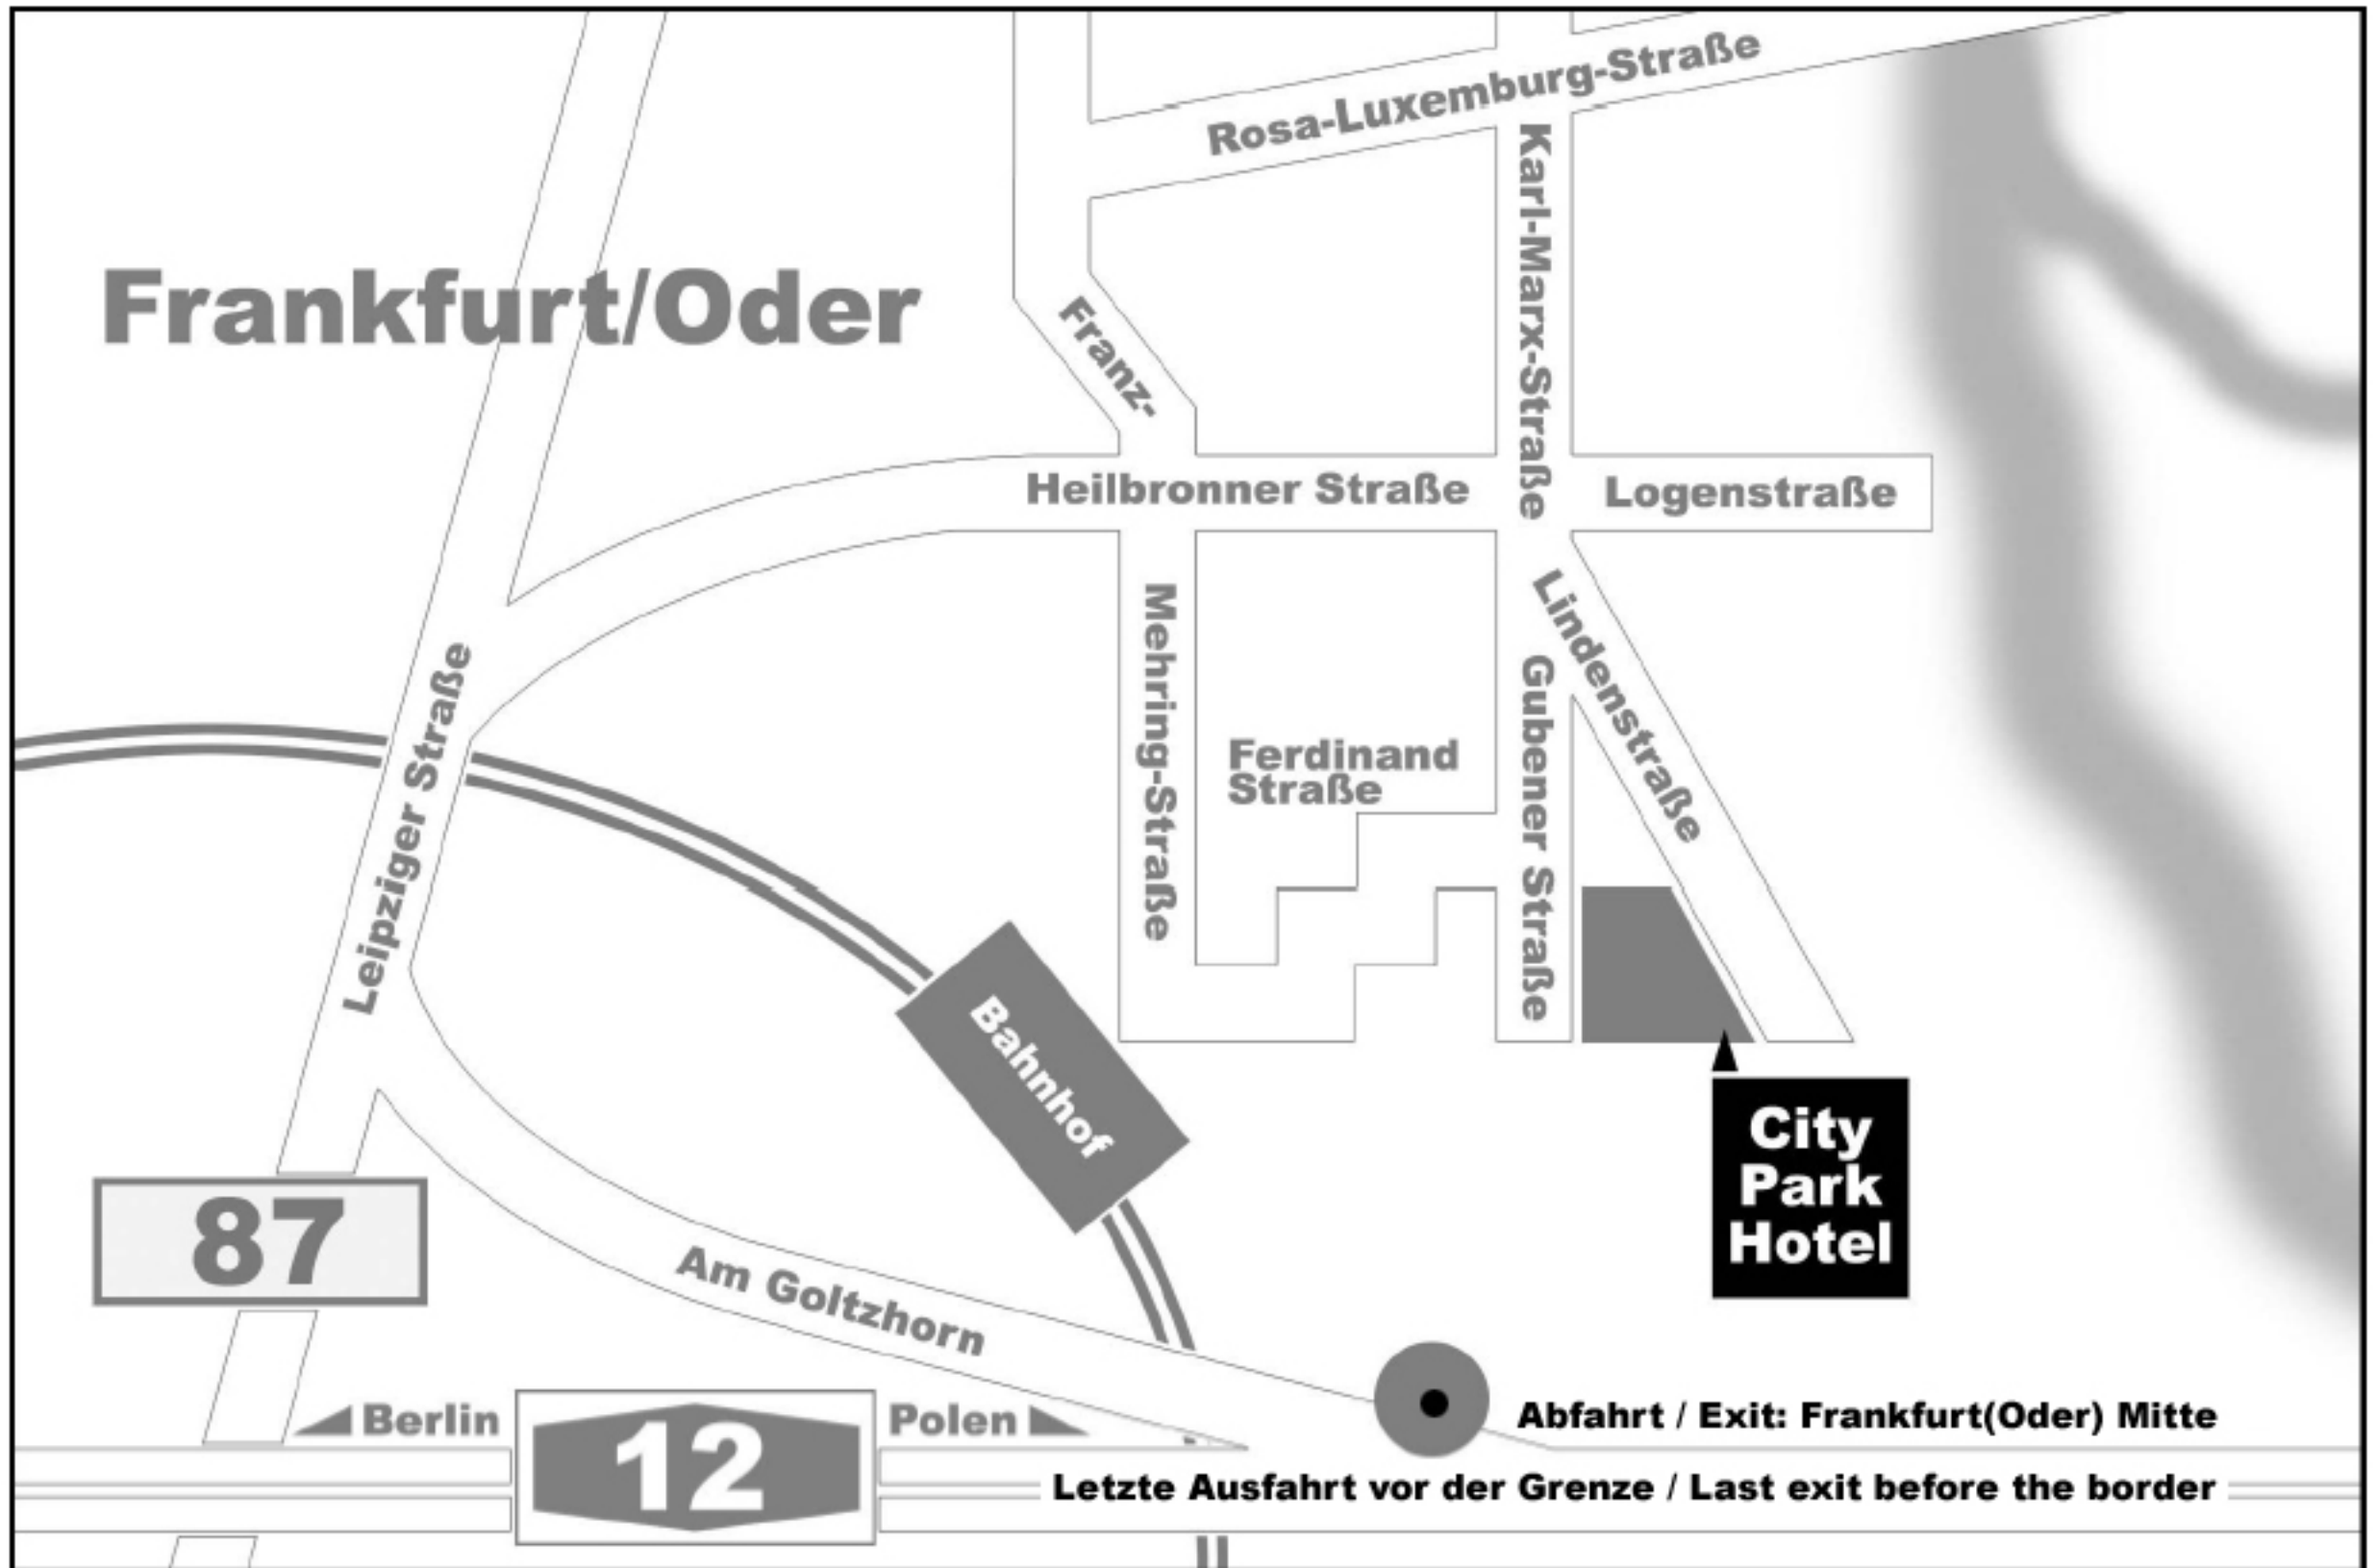 Rosa-Luxemburg-Straße
Karl-Marx-Straße
Frankfurt/Oder
Franz-
Heilbronner Straße
Logenstraße
Mehring-Straße
Lindenstraße
Gubener Straße
Leipziger Straße
Ferdinand
Straße
Bahnhof
City
Park
Hotel
87
Am Goltzhorn
Berlin
12
Polen
Abfahrt / Exit: Frankfurt(Oder) Mitte
Letzte Ausfahrt vor der Grenze / Last exit before the border